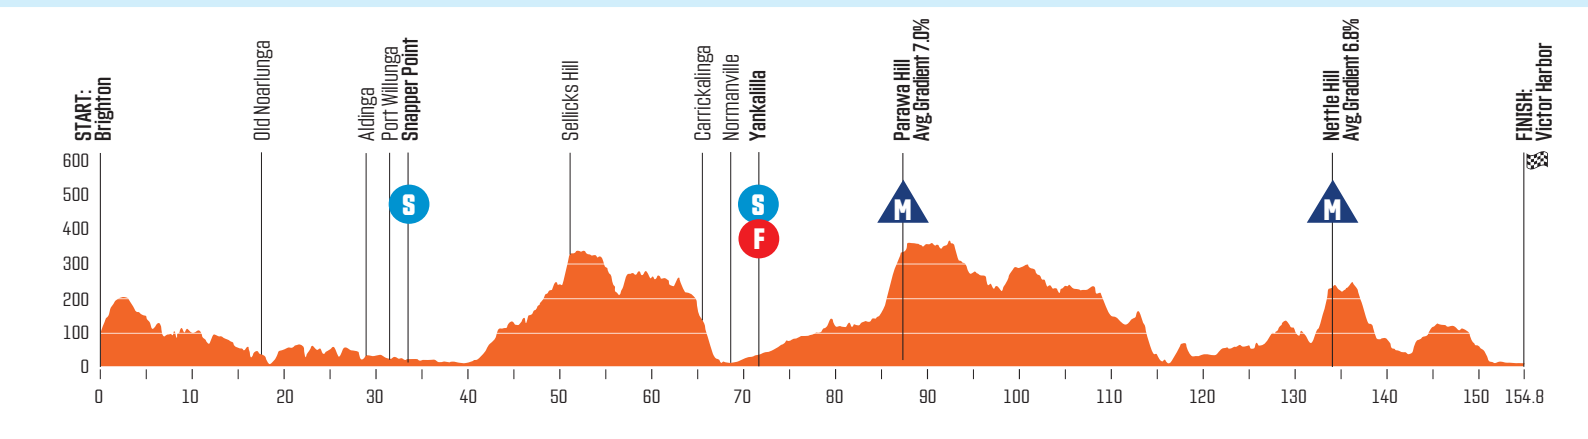 START:
Brighton
Old Noarlunga
Aldinga
Port Willunga
Snapper Point
Sellicks Hill
Carrickalinga
Normanville
Yankalilla
Parawa Hill
Avg.Gradient 7.0%
Nettle Hill
Avg.Gradient 6.8%
FINISH:
Victor Harbor
600
500
400
300
200
100
0
S
S
F
M
M
0 10 20 30 40 50 60 70 80 90 100 110 120 130 140 150 154.8